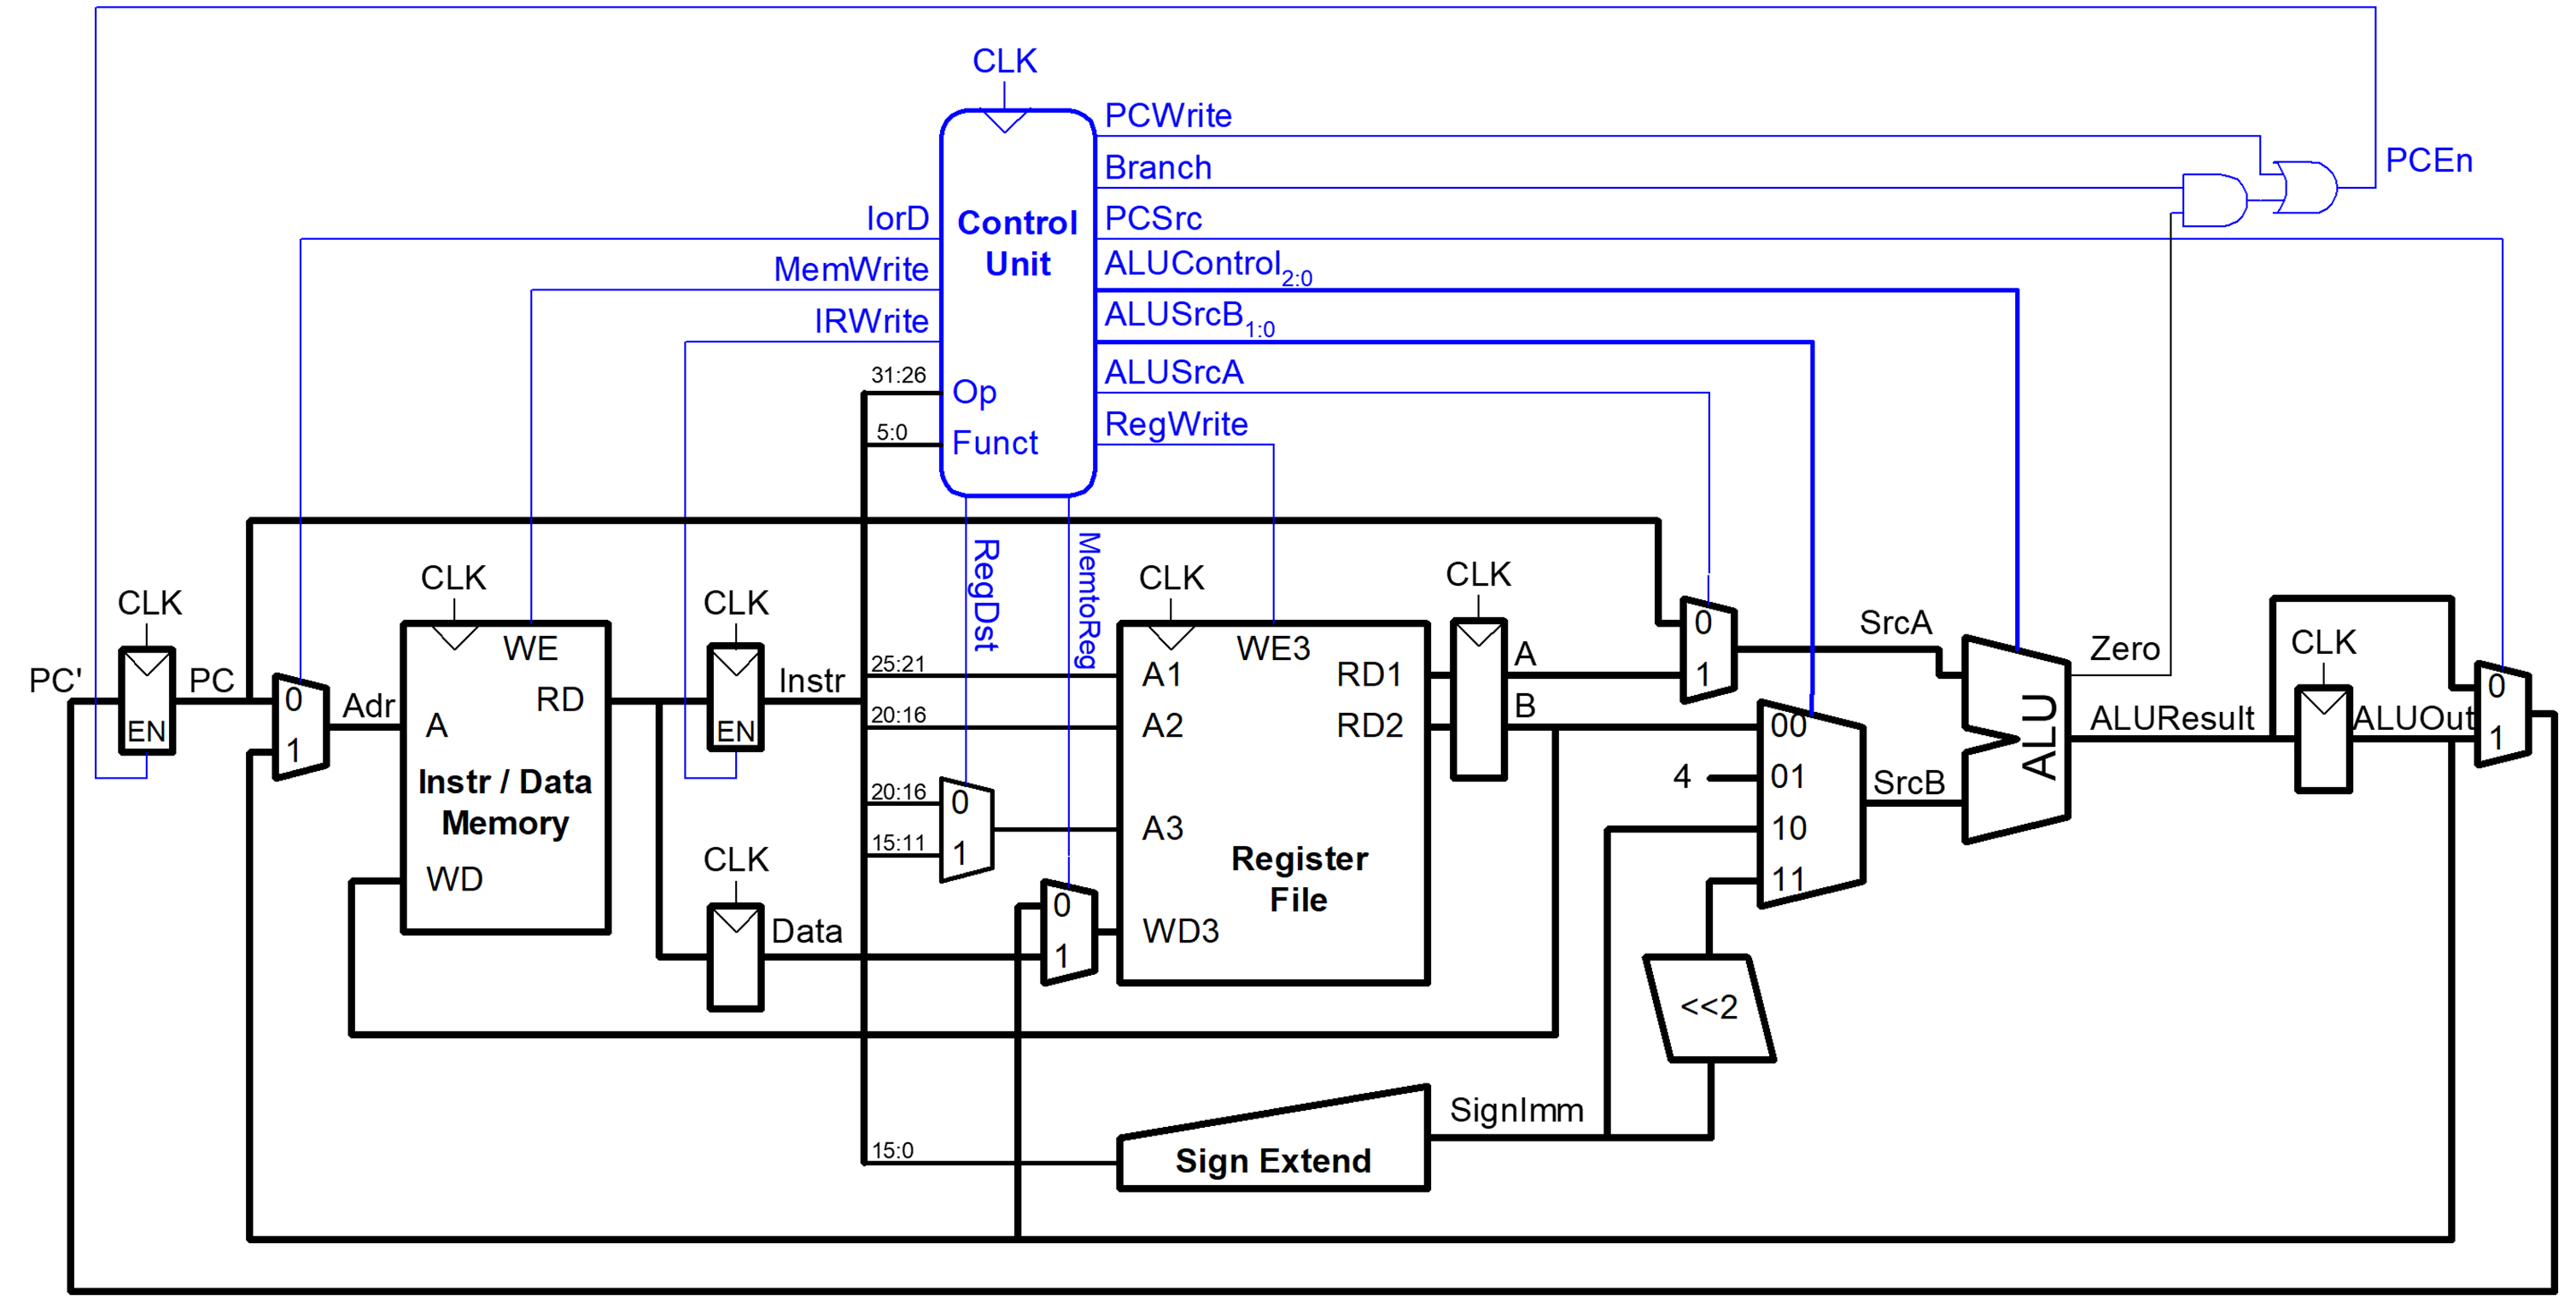 CLK
PCWrite
Branch
PCEn
IorD
Control
Unit
PCSrc
MemWrite
ALUControl2:0
IRWrite
ALUSrcB1:0
31:26
Op
ALUSrcA
5:0
Funct
RegWrite
RegDst
MemtoReg
CLK
CLK
CLK
CLK
CLK
CLK
PC'
EN
PC
0
1
Adr
WE
RD
A
Instr / Data
Memory
WD
EN
Instr
CLK
Data
25:21
20:16
20:16
15:11
0
1
0
1
WE3
A1
RD1
A2
RD2
A3
Register
File
WD3
A
B
0
1
SrcA
00
4
01
10
11
SrcB
ALU
Zero
ALUResult
CLK
ALUOut
0
1
<<2
15:0
Sign Extend
SignImm